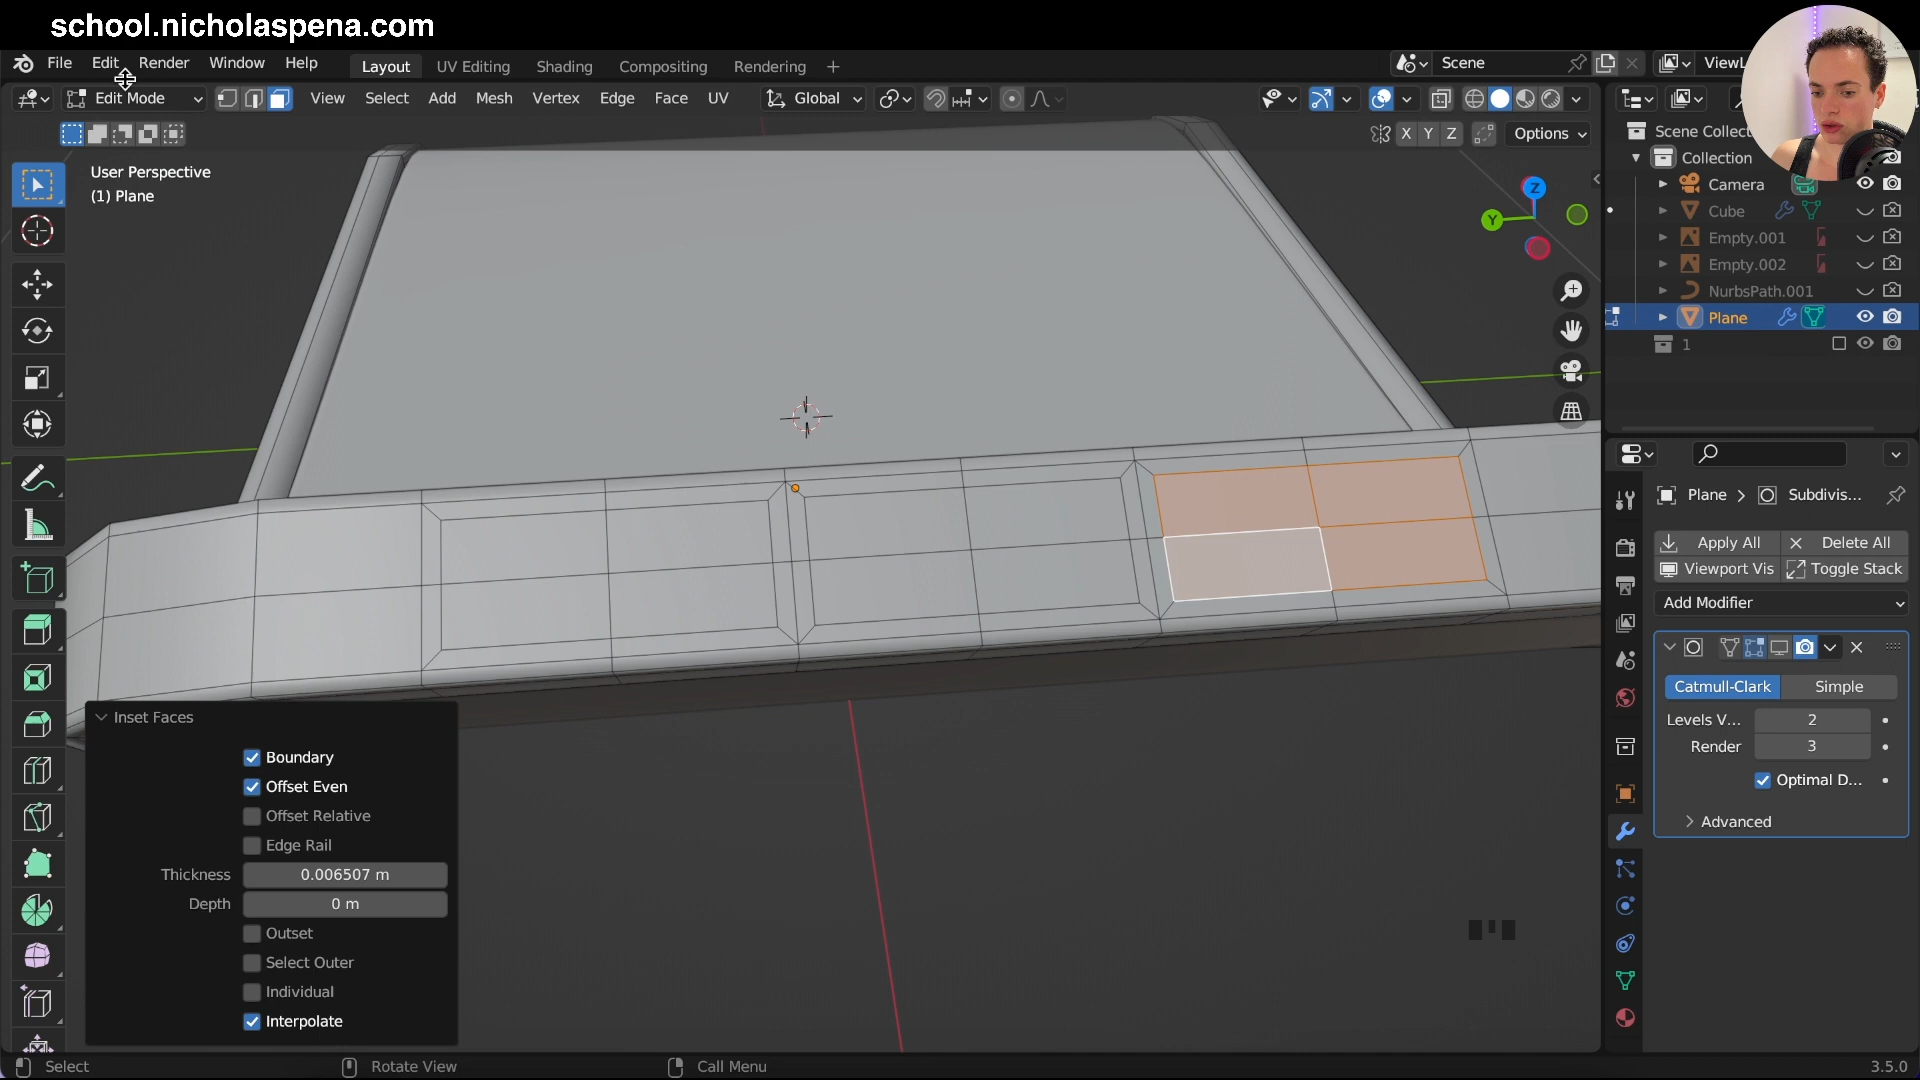 school.nicholaspena.com
File Edit Render Window Help Layout UV Editing Shading Compositing Rendering + Scene ViewL
Edit Mode View Select Add Mesh Vertex Edge Face UV Global
X Y Z Options
User Perspective
(1) Plane
Z
Y
Scene Collect
Collection
Camera
Cube
Empty.001
Empty.002
NurbsPath.001
Plane
1
Plane Subdivis...
Apply All Delete All
Viewport Vis Toggle Stack
Add Modifier
Catmull-Clark Simple
Levels V... 2
Render 3
Optimal D...
Advanced
Inset Faces
Boundary
Offset Even
Offset Relative
Edge Rail
Thickness 0.006507 m
Depth 0 m
Outset
Select Outer
Individual
Interpolate
Select Rotate View Call Menu 3.5.0